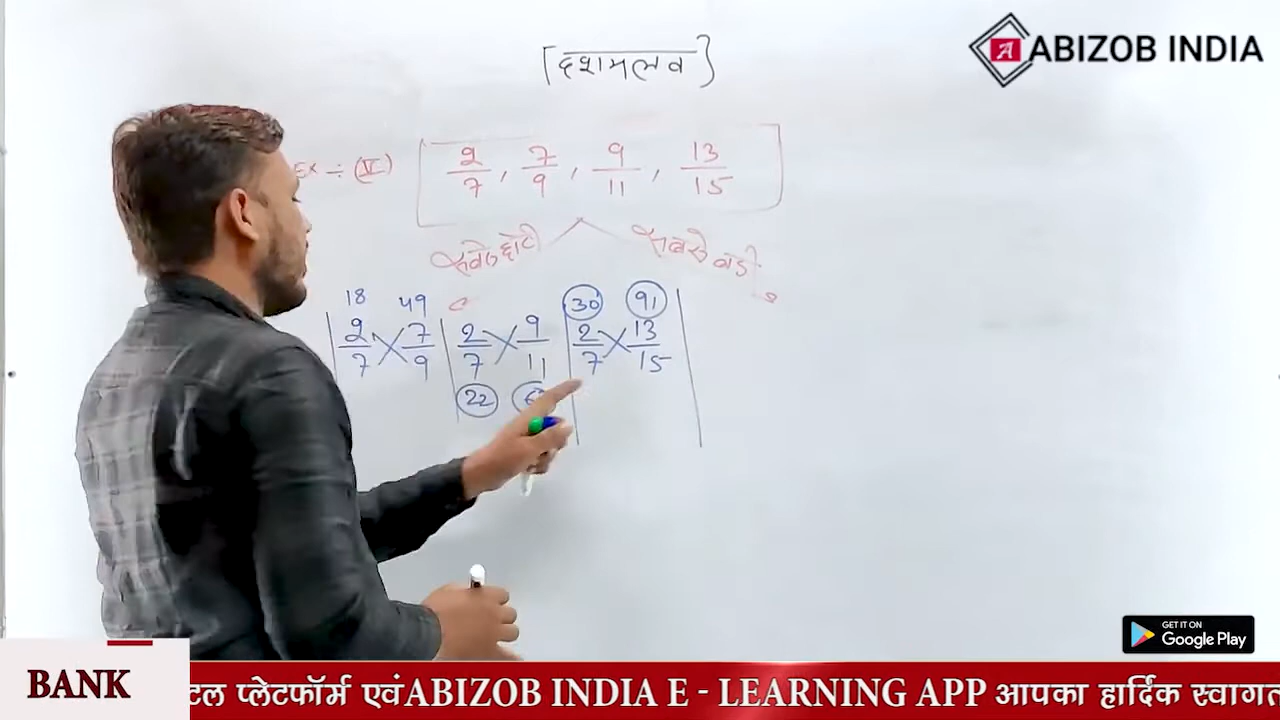 ABIZOB INDIA
[दशमलव}
Ex ÷ (V) [2/7, 7/9, 9/11, 13/15]
सबसे बडी
18 49 30 91
2/7 × 7/9 | 2/7 × 9/11 | 2/7 × 13/15
22
GET IT ON
Google Play
BANK
टल प्लेटफॉर्म एवं ABIZOB INDIA E - LEARNING APP आपका हार्दिक स्वागत